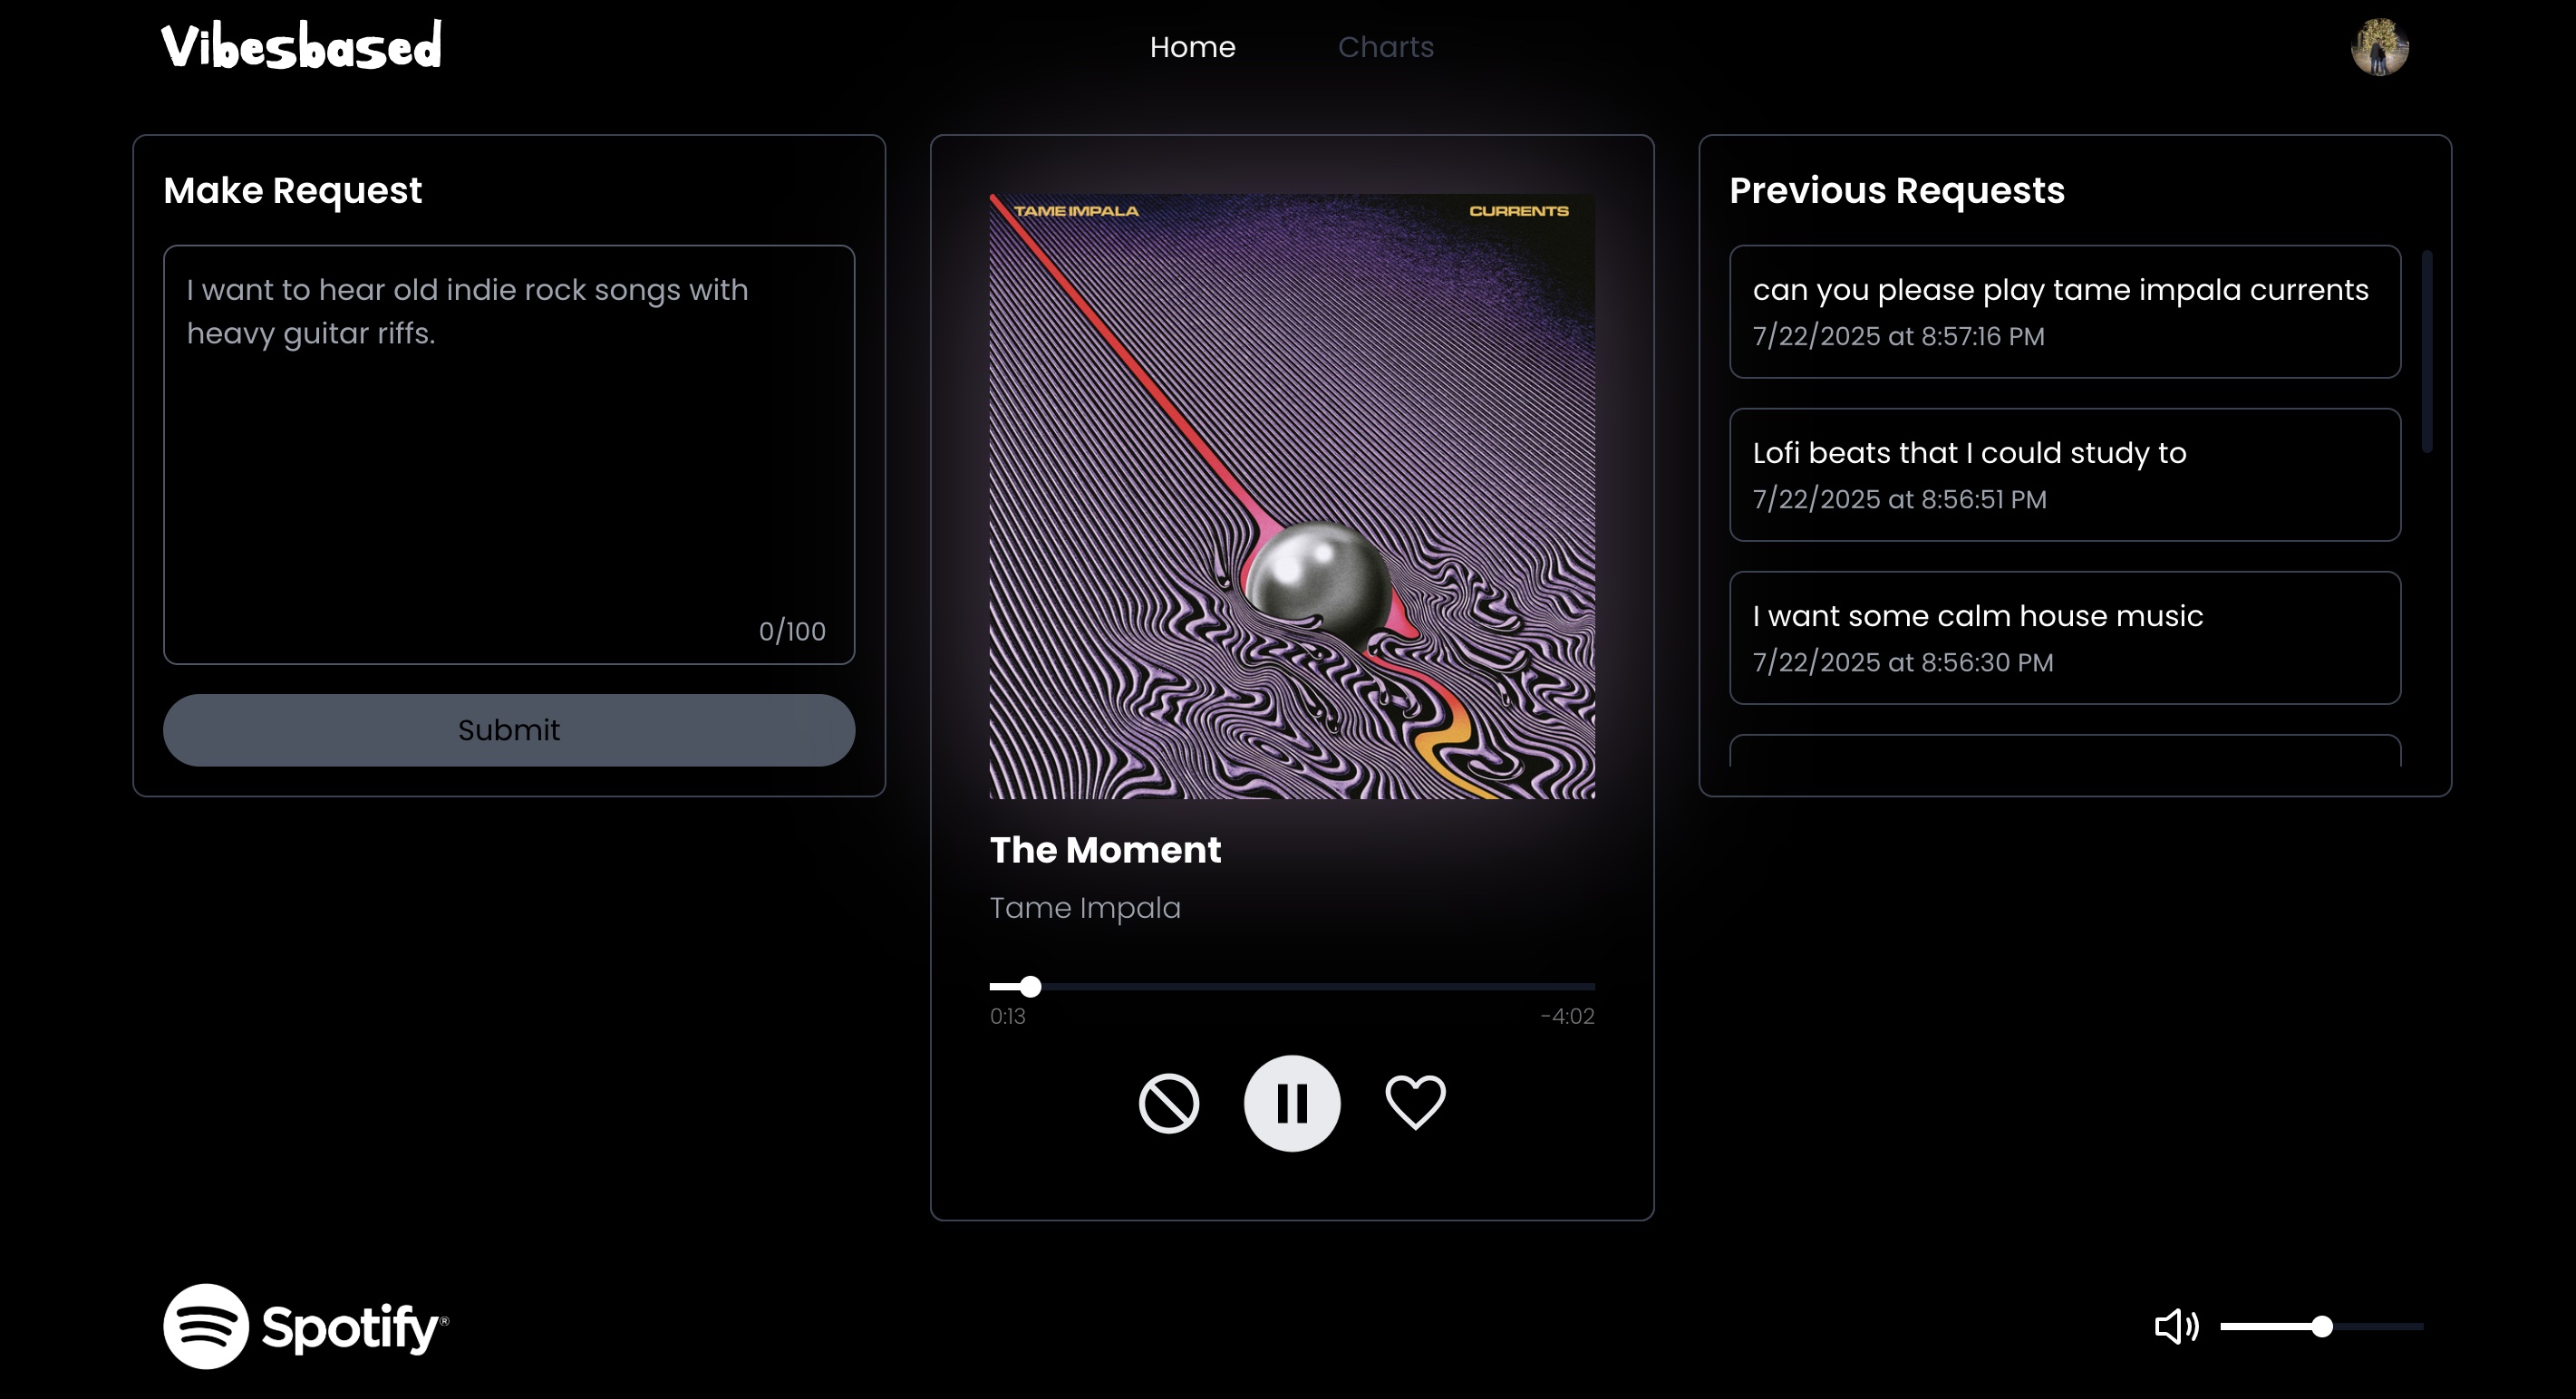 Vibesbased
Home
Charts
Make Request
I want to hear old indie rock songs with
heavy guitar riffs.
0/100
Submit
TAME IMPALA
CURRENTS
The Moment
Tame Impala
0:13
-4:02
Previous Requests
can you please play tame impala currents
7/22/2025 at 8:57:16 PM
Lofi beats that I could study to
7/22/2025 at 8:56:51 PM
I want some calm house music
7/22/2025 at 8:56:30 PM
Spotify®